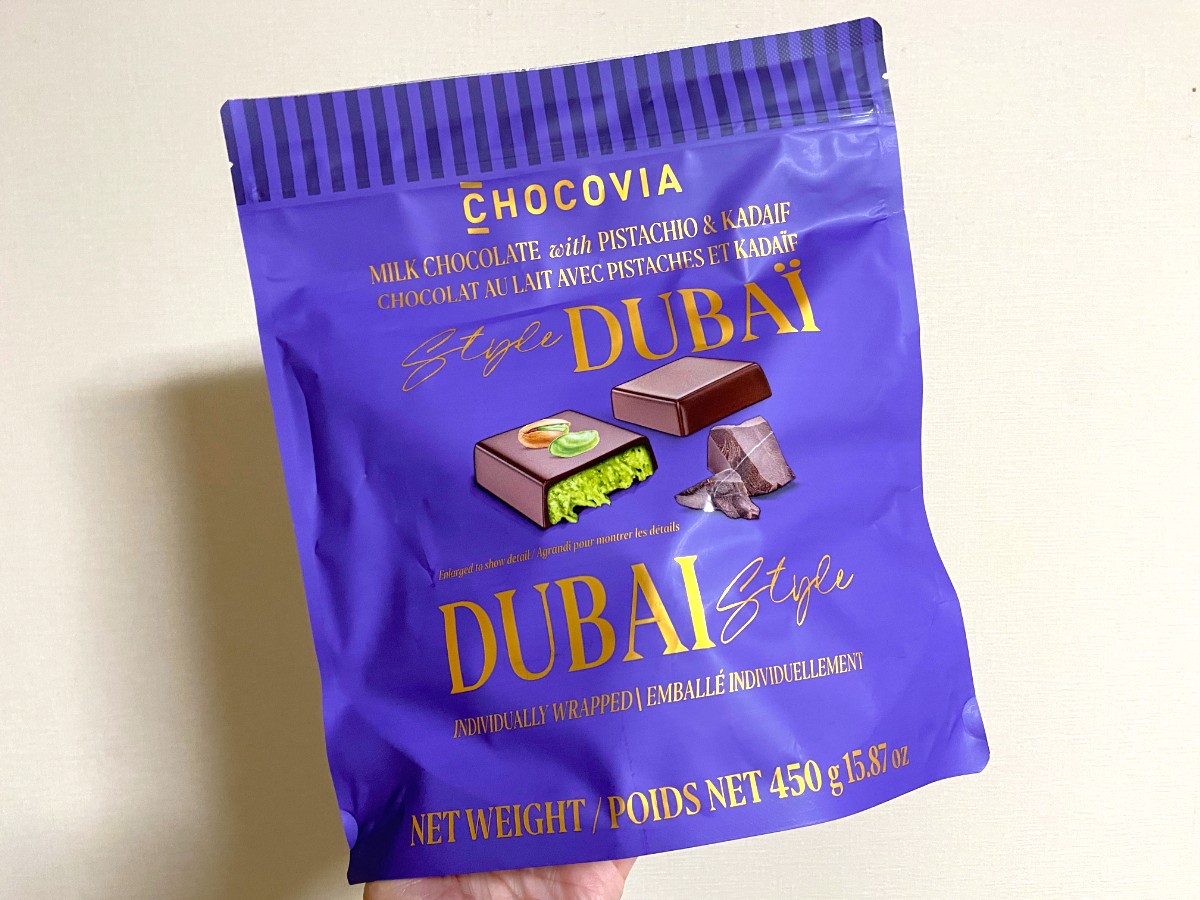 CHOCOVIA
MILK CHOCOLATE with PISTACHIO & KADAIF
CHOCOLAT AU LAIT AVEC PISTACHES ET KADAÏF
Style DUBAÏ
Enlarged to show detail / Agrandi pour montrer les détails
DUBAI Style
INDIVIDUALLY WRAPPED | EMBALLÉ INDIVIDUELLEMENT
NET WEIGHT / POIDS NET 450 g 15.87 oz